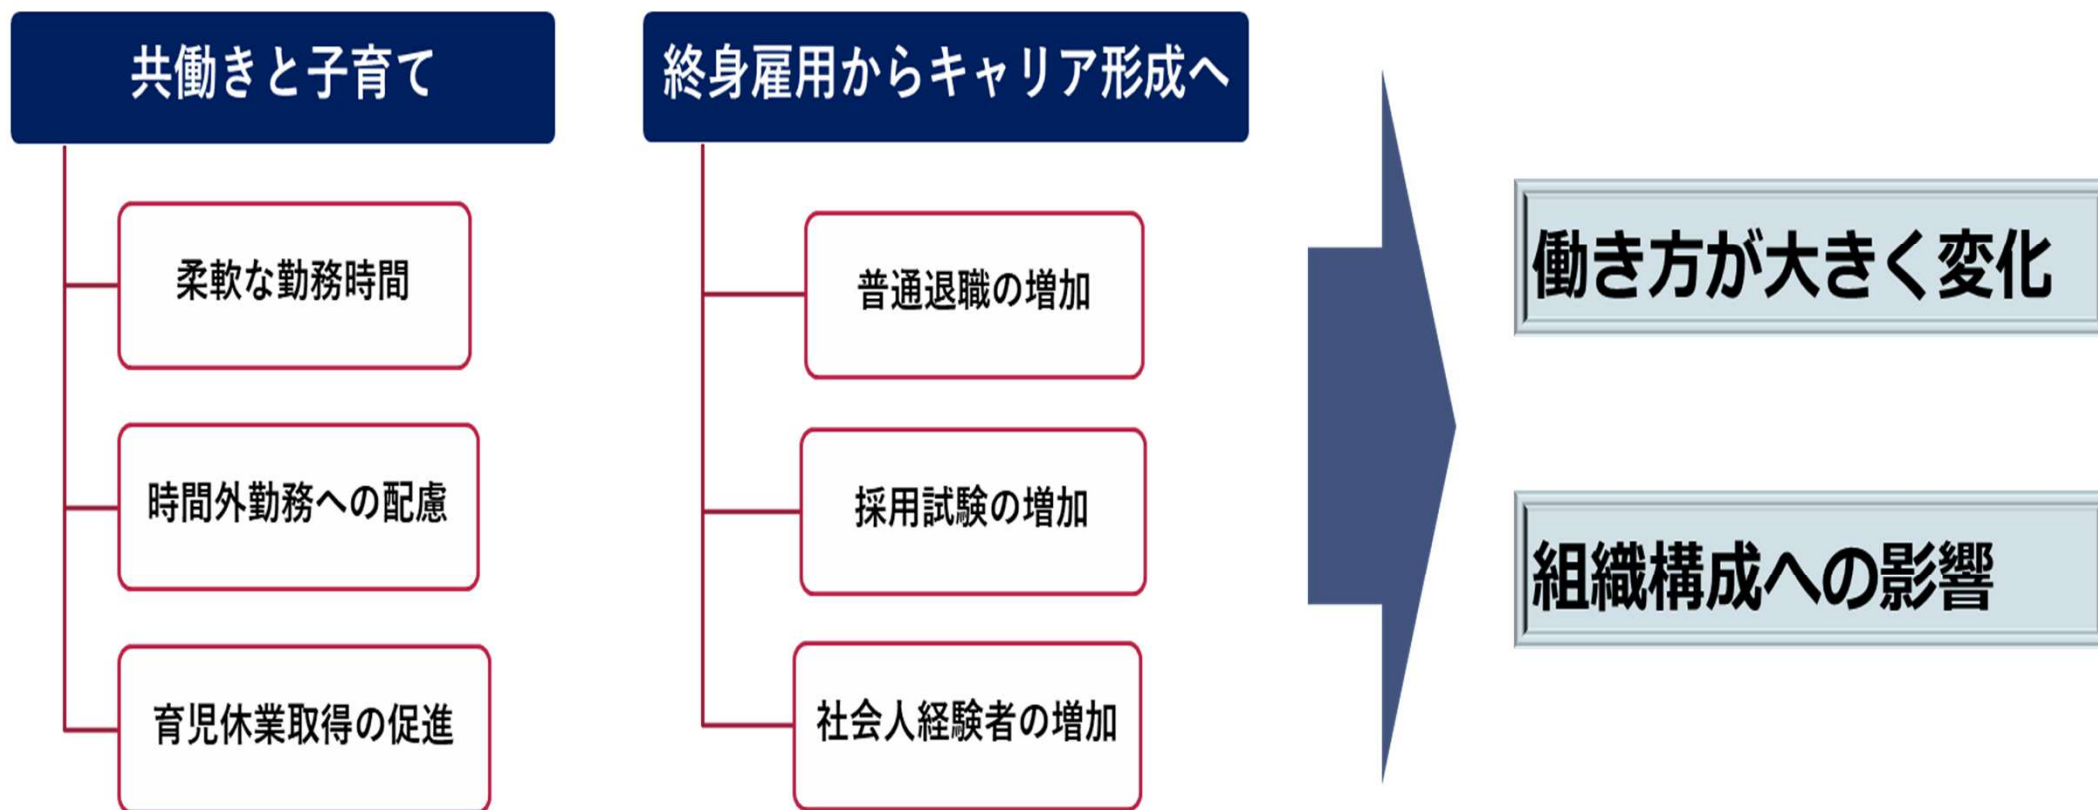 共働きと子育て
柔軟な勤務時間
時間外勤務への配慮
育児休業取得の促進
終身雇用からキャリア形成へ
普通退職の増加
採用試験の増加
社会人経験者の増加
働き方が大きく変化
組織構成への影響